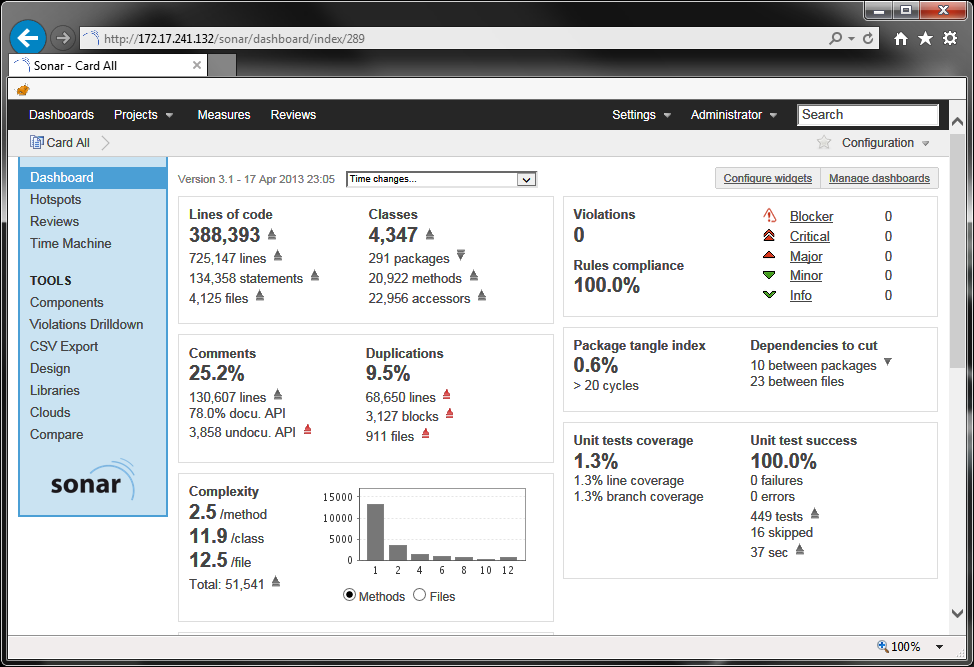 http://172.17.241.132/sonar/dashboard/index/289
Sonar - Card All
Dashboards Projects Measures Reviews Settings Administrator Search
Card All Configuration
Dashboard
Hotspots
Reviews
Time Machine
TOOLS
Components
Violations Drilldown
CSV Export
Design
Libraries
Clouds
Compare
sonar
Version 3.1 - 17 Apr 2013 23:05 Time changes... Configure widgets Manage dashboards
Lines of code
388,393
725,147 lines
134,358 statements
4,125 files
Classes
4,347
291 packages
20,922 methods
22,956 accessors
Comments
25.2%
130,607 lines
78.0% docu. API
3,858 undocu. API
Duplications
9.5%
68,650 lines
3,127 blocks
911 files
Complexity
2.5 /method
11.9 /class
12.5 /file
Total: 51,541
15000
10000
5000
0
1 2 4 6 8 10 12
Methods Files
Violations
0
Rules compliance
100.0%
Blocker 0
Critical 0
Major 0
Minor 0
Info 0
Package tangle index
0.6%
> 20 cycles
Dependencies to cut
10 between packages
23 between files
Unit tests coverage
1.3%
1.3% line coverage
1.3% branch coverage
Unit test success
100.0%
0 failures
0 errors
449 tests
16 skipped
37 sec
100%